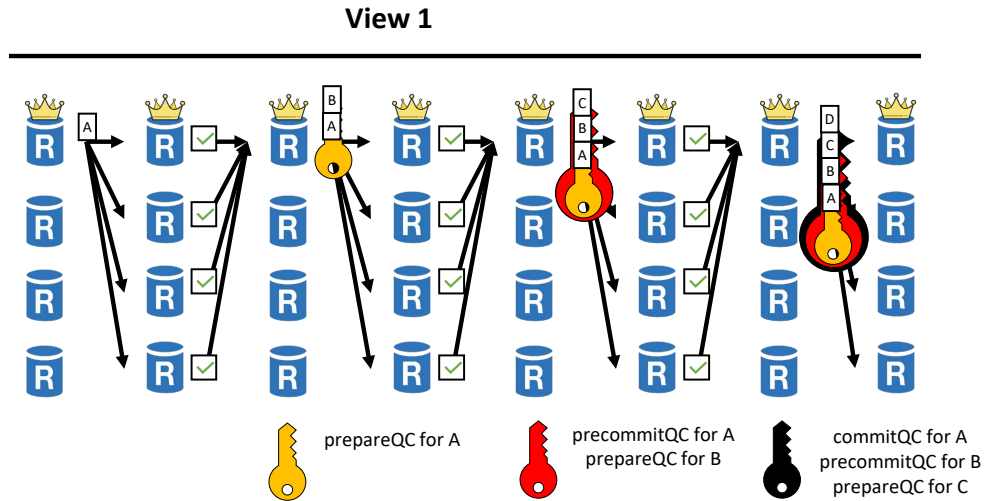 View 1
A
B
A
C
B
A
D
C
B
A
R R R R R R R R
R R R R R R R R
R R R R R R R R
R R R R R R R R
prepareQC for A
precommitQC for A
prepareQC for B
commitQC for A
precommitQC for B
prepareQC for C